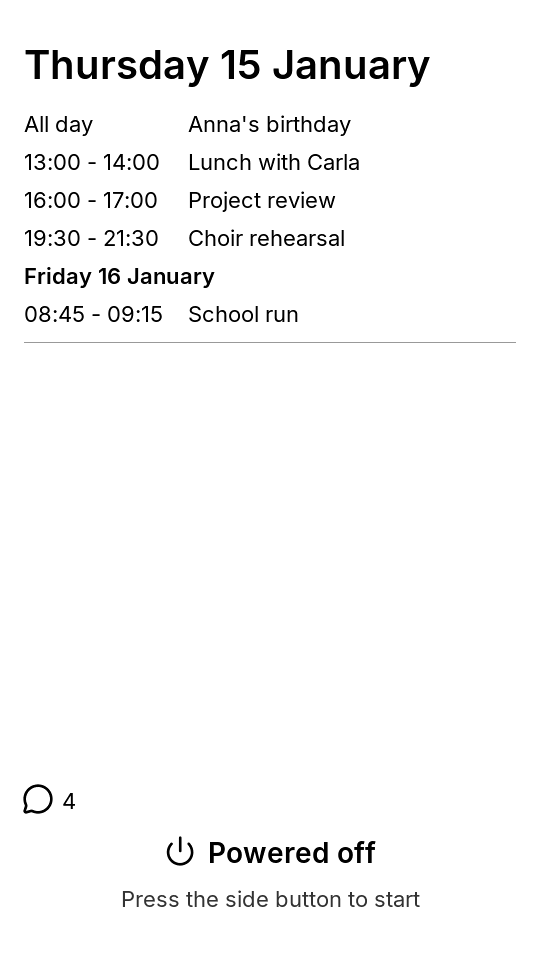 Thursday 15 January
All day Anna's birthday
13:00 - 14:00 Lunch with Carla
16:00 - 17:00 Project review
19:30 - 21:30 Choir rehearsal
Friday 16 January
08:45 - 09:15 School run
4
Powered off
Press the side button to start